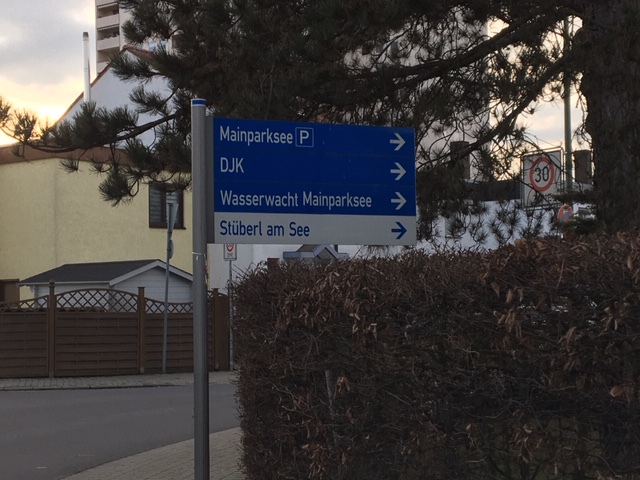 Mainparksee P
DJK
Wasserwacht Mainparksee
Stüberl am See
30